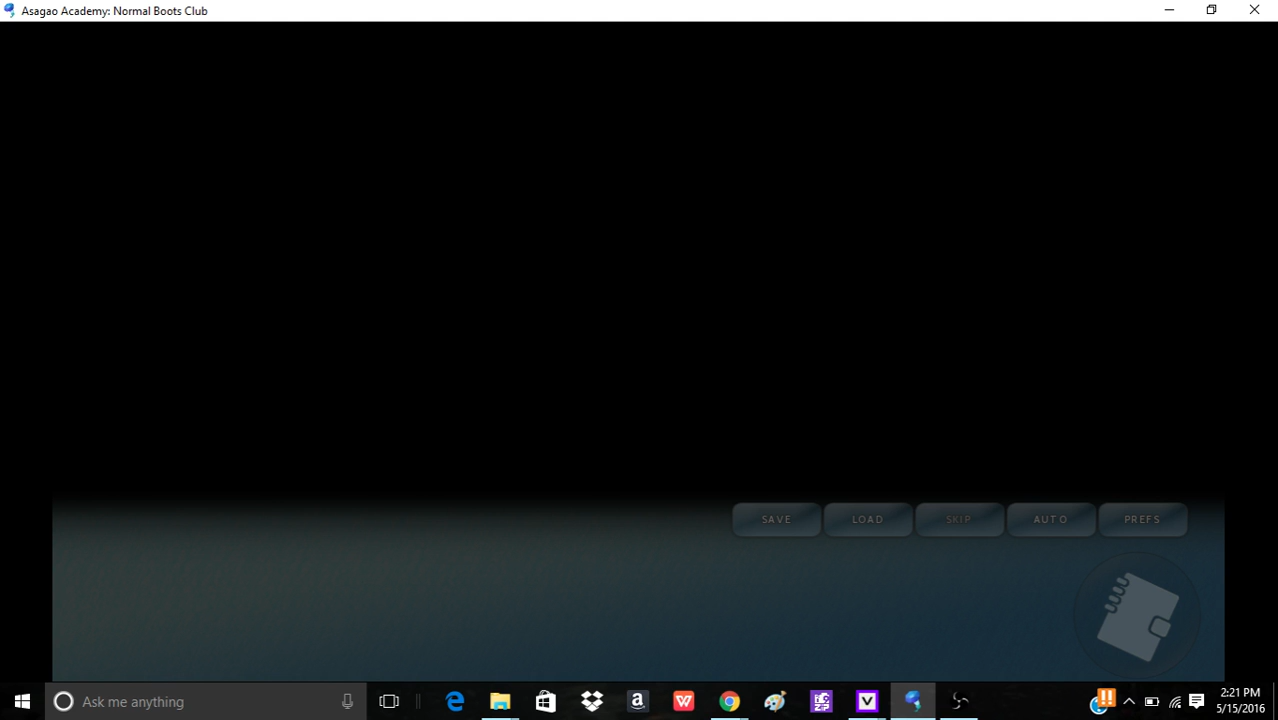 Asagao Academy: Normal Boots Club
SAVE LOAD SKIP AUTO PREFS
Ask me anything
2:21 PM
5/15/2016